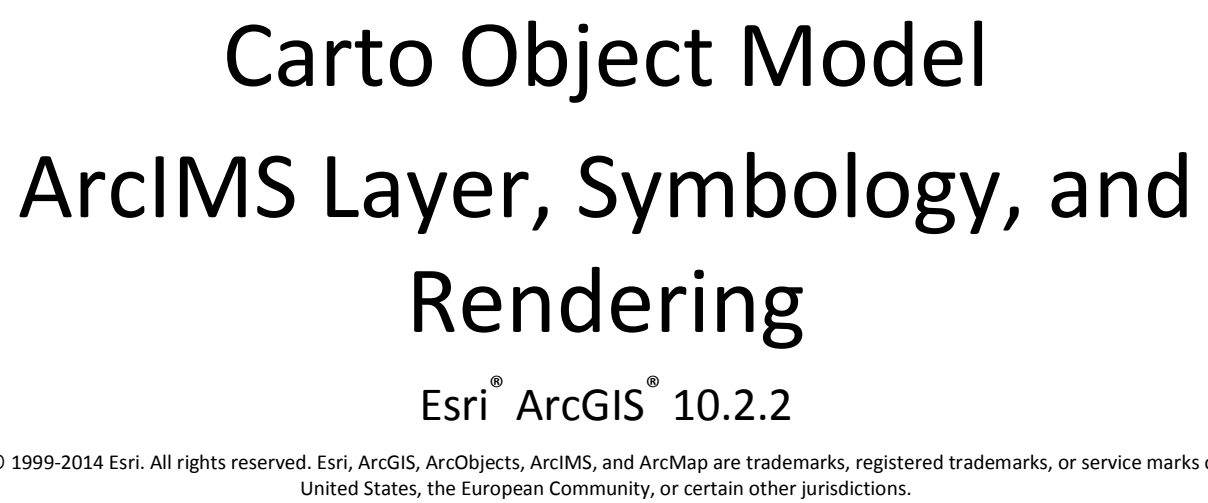 Carto Object Model
ArcIMS Layer, Symbology, and
Rendering
Esri® ArcGIS® 10.2.2
© 1999-2014 Esri. All rights reserved. Esri, ArcGIS, ArcObjects, ArcIMS, and ArcMap are trademarks, registered trademarks, or service marks
United States, the European Community, or certain other jurisdictions.